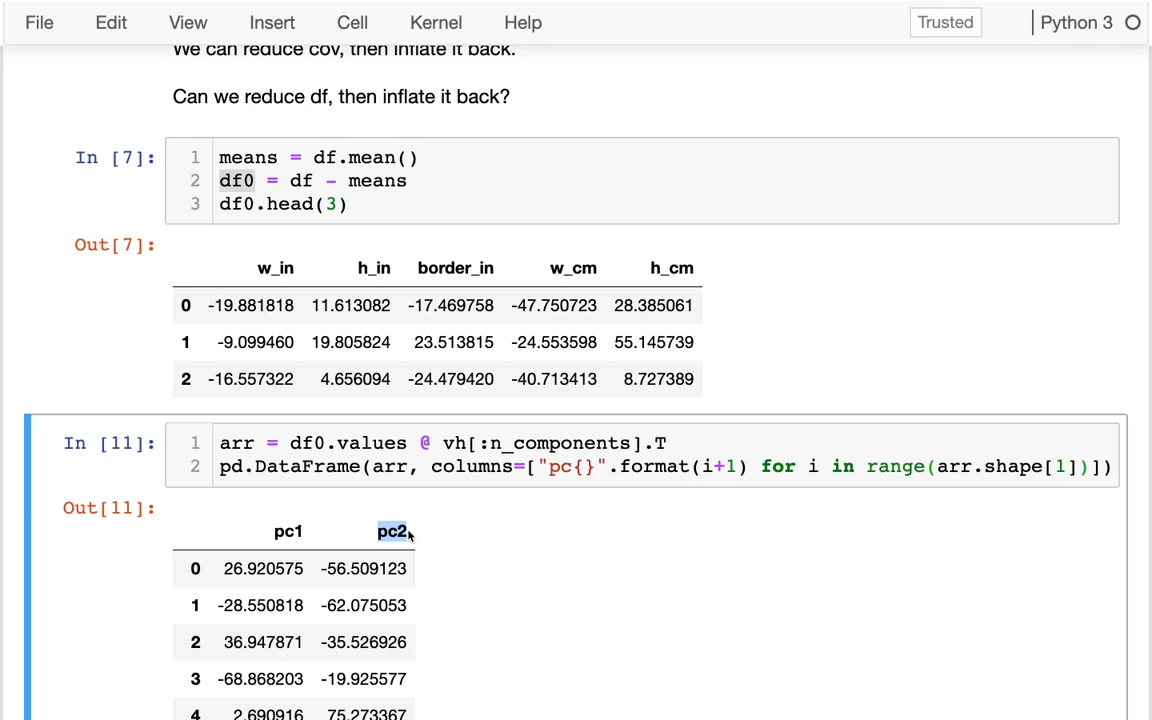 File Edit View Insert Cell Kernel Help Trusted Python 3
We can reduce cov, then inflate it back.
Can we reduce df, then inflate it back?
In [7]: 1 means = df.mean()
2 df0 = df - means
3 df0.head(3)
Out[7]:
w_in h_in border_in w_cm h_cm
0 -19.881818 11.613082 -17.469758 -47.750723 28.385061
1 -9.099460 19.805824 23.513815 -24.553598 55.145739
2 -16.557322 4.656094 -24.479420 -40.713413 8.727389
In [11]: 1 arr = df0.values @ vh[:n_components].T
2 pd.DataFrame(arr, columns=["pc{}".format(i+1) for i in range(arr.shape[1])])
Out[11]:
pc1 pc2
0 26.920575 -56.509123
1 -28.550818 -62.075053
2 36.947871 -35.526926
3 -68.868203 -19.925577
4 2.690916 75.273367